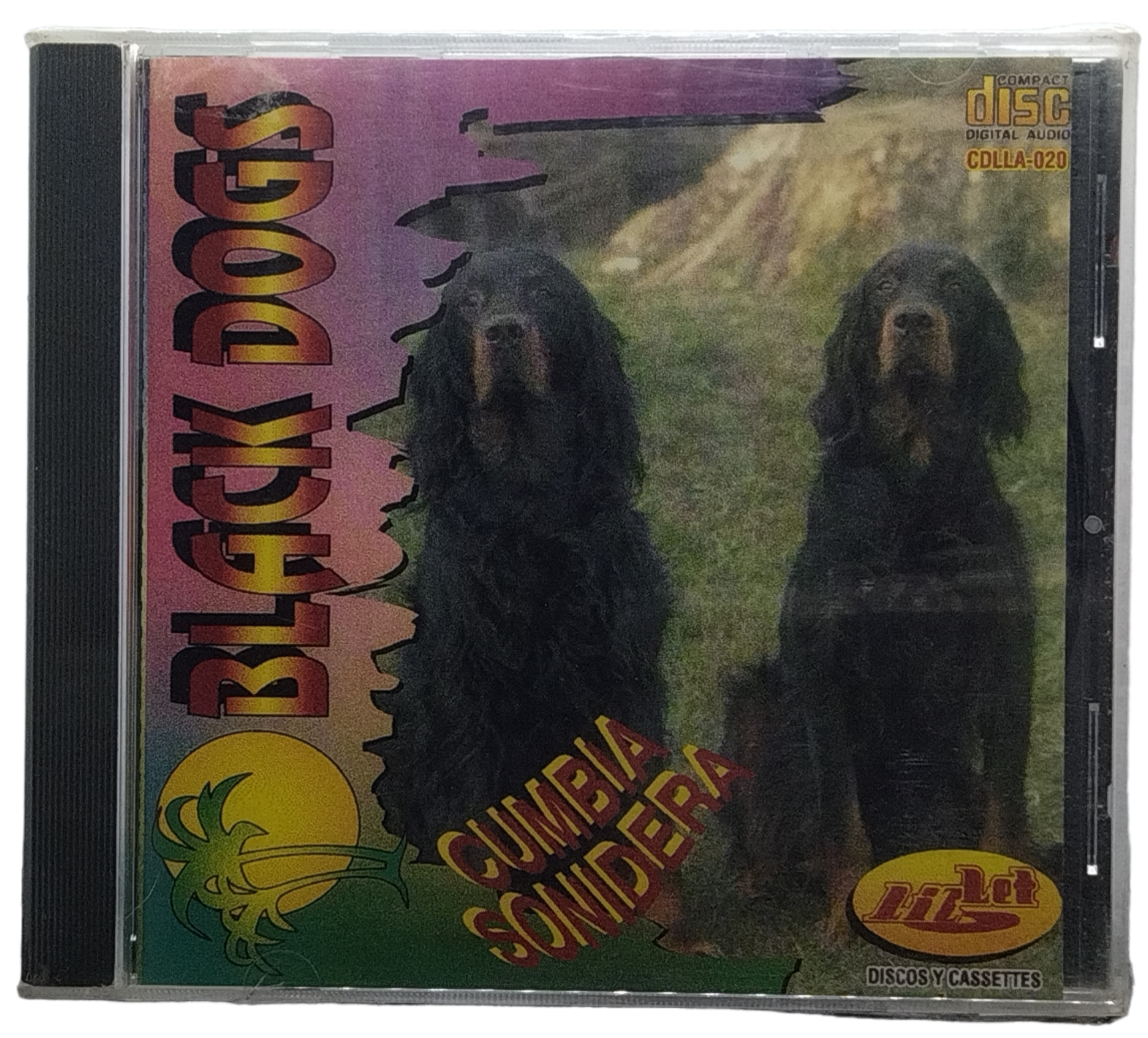 BLACK DOGS
COMPACT
disc
DIGITAL AUDIO
CDLLA-020
CUMBIA
SONIDERA
DISCOS Y CASSETTES